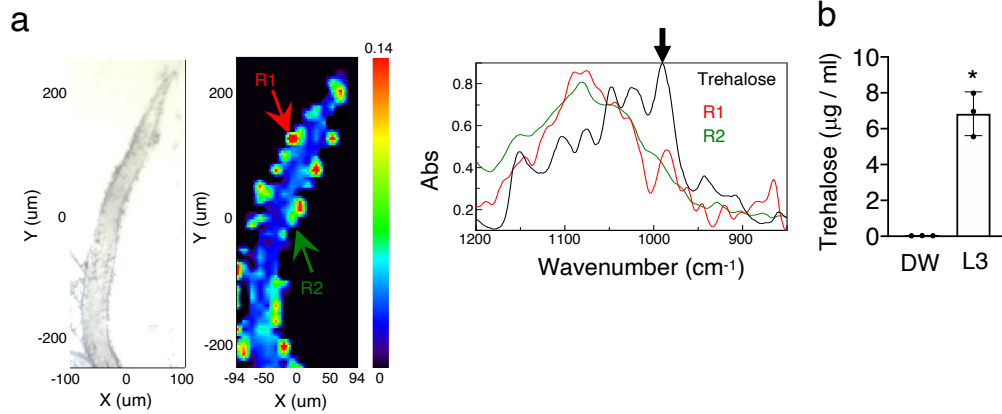 a
200
0
200
Y (um)
-100
0
100
X (um)
200
100
0
-200
Y (um)
-94
-50
0
50
94
X (um)
R1
R2
0.14
0
Trehalose
R1
R2
0.8
0.6
0.4
0.2
Abs
1200
1100
1000
900
Wavenumber (cm-1)
b
10
8
6
4
2
0
Trehalose (μg / ml)
*
DW
L3